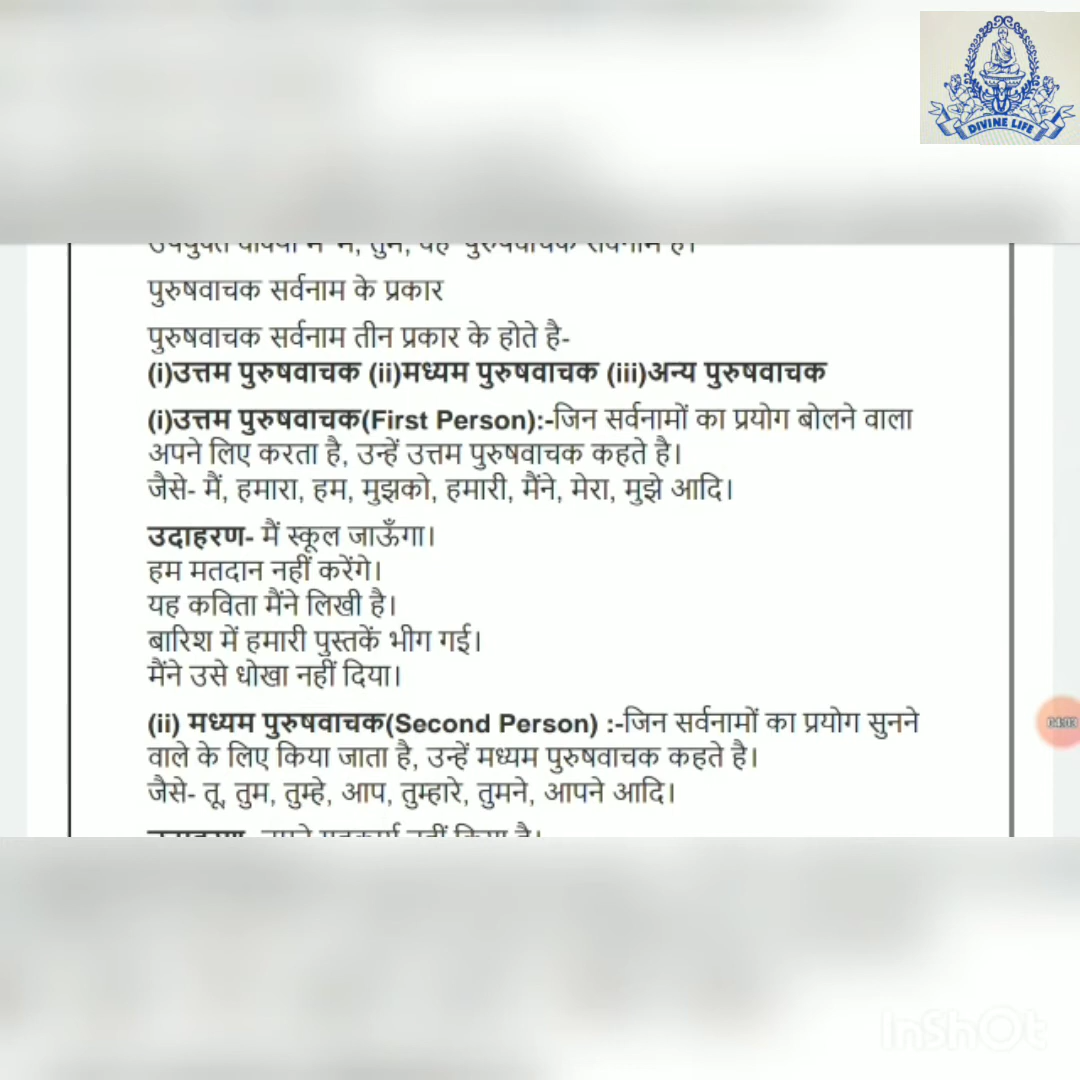 DIVINE LIFE
पुरुषवाचक सर्वनाम के प्रकार
पुरुषवाचक सर्वनाम तीन प्रकार के होते है-
(i)उत्तम पुरुषवाचक (ii)मध्यम पुरुषवाचक (iii)अन्य पुरुषवाचक
(i)उत्तम पुरुषवाचक(First Person):-जिन सर्वनामों का प्रयोग बोलने वाला
अपने लिए करता है, उन्हें उत्तम पुरुषवाचक कहते है।
जैसे- मैं, हमारा, हम, मुझको, हमारी, मैंने, मेरा, मुझे आदि।
उदाहरण- मैं स्कूल जाऊँगा।
हम मतदान नहीं करेंगे।
यह कविता मैंने लिखी है।
बारिश में हमारी पुस्तकें भीग गई।
मैंने उसे धोखा नहीं दिया।
(ii) मध्यम पुरुषवाचक(Second Person) :-जिन सर्वनामों का प्रयोग सुनने
वाले के लिए किया जाता है, उन्हें मध्यम पुरुषवाचक कहते है।
जैसे- तू, तुम, तुम्हे, आप, तुम्हारे, तुमने, आपने आदि।
04:03
InShOt